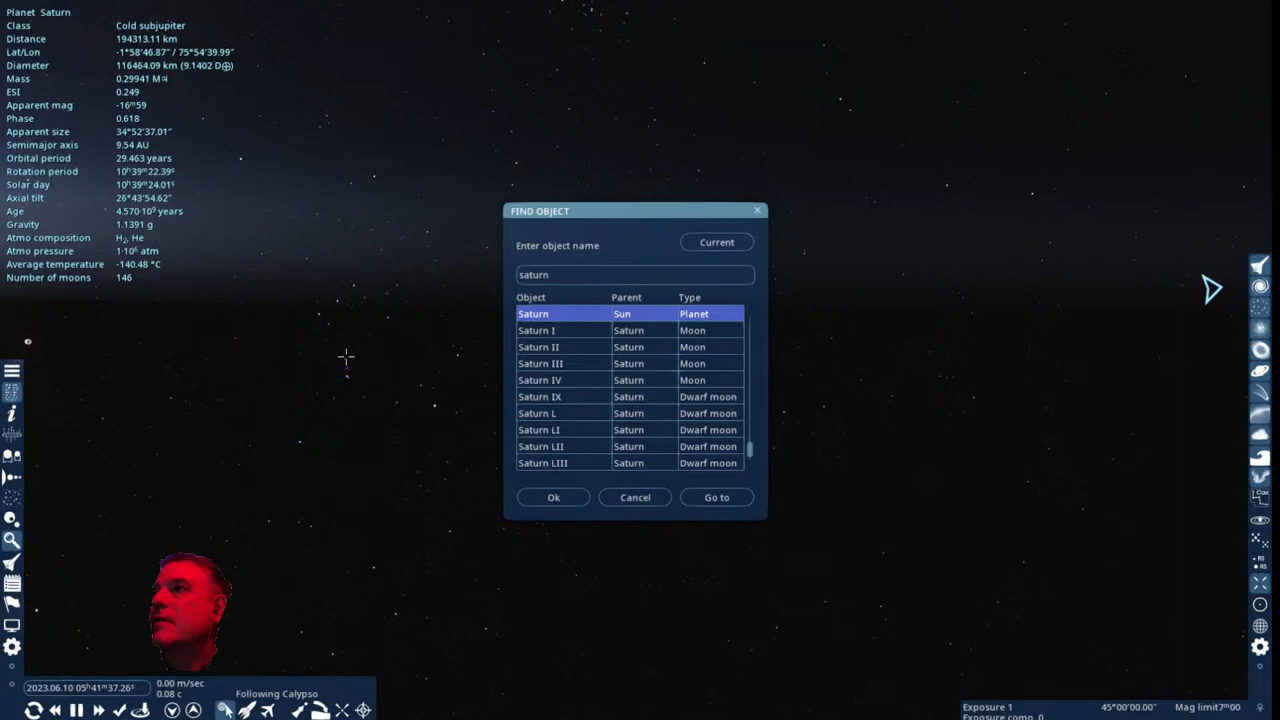 Planet Saturn
Class Cold subjupiter
Distance 194313.11 km
Lat/Lon -1°58'46.87" / 75°54'39.99"
Diameter 116464.09 km (9.1402 D⊕)
Mass 0.29941 M♃
ESI 0.249
Apparent mag -16ᵐ59
Phase 0.618
Apparent size 34°52'37.01"
Semimajor axis 9.54 AU
Orbital period 29.463 years
Rotation period 10ʰ39ᵐ22.39ˢ
Solar day 10ʰ39ᵐ24.01ˢ
Axial tilt 26°43'54.62"
Age 4.570·10⁹ years
Gravity 1.1391 g
Atmo composition H₂, He
Atmo pressure 1·10⁶ atm
Average temperature -140.48 °C
Number of moons 146
FIND OBJECT
Enter object name Current
saturn
Object Parent Type
Saturn Sun Planet
Saturn I Saturn Moon
Saturn II Saturn Moon
Saturn III Saturn Moon
Saturn IV Saturn Moon
Saturn IX Saturn Dwarf moon
Saturn L Saturn Dwarf moon
Saturn LI Saturn Dwarf moon
Saturn LII Saturn Dwarf moon
Saturn LIII Saturn Dwarf moon
Ok Cancel Go to
Cas
RS
RS
2023.06.10 05ʰ41ᵐ37.26ˢ
0.00 m/sec
0.08 c
Following Calypso
Exposure 1 45°00'00.00" Mag limit7ᵐ00
Exposure comp. 0